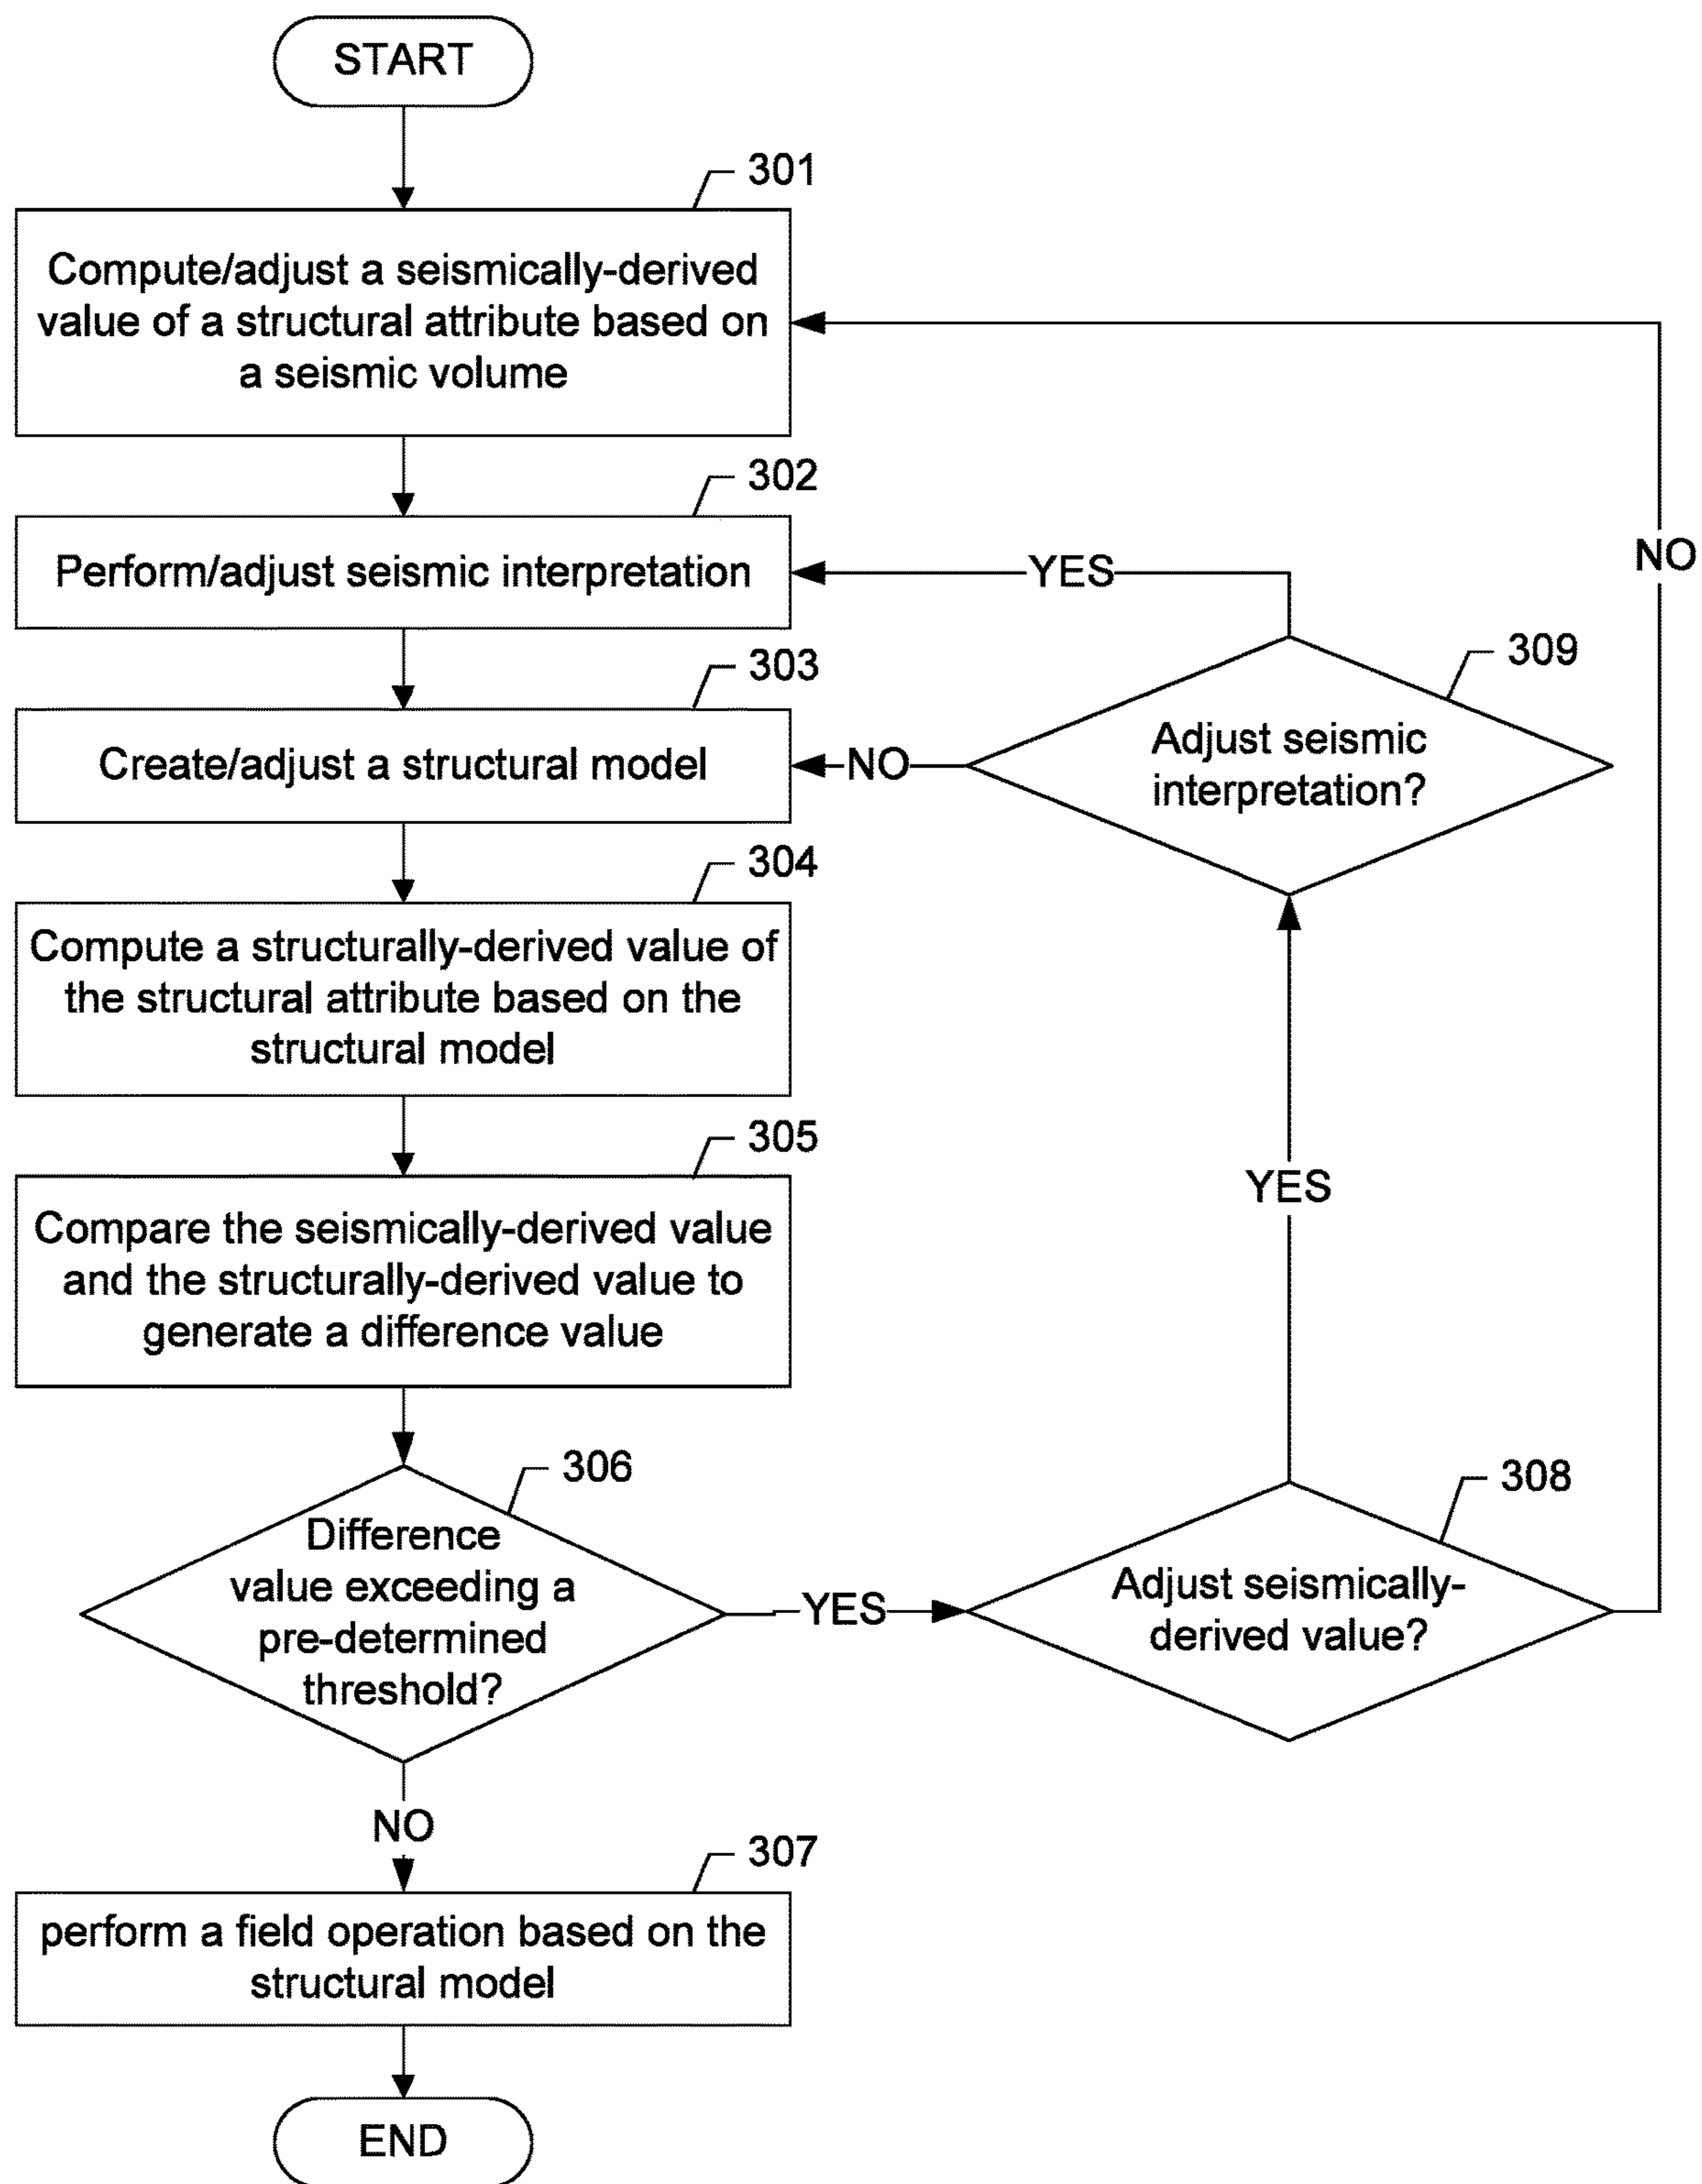 START
301
Compute/adjust a seismically-derived
value of a structural attribute based on
a seismic volume
302
Perform/adjust seismic interpretation
YES
NO
303
Create/adjust a structural model
NO
309
Adjust seismic
interpretation?
304
Compute a structurally-derived value of
the structural attribute based on the
structural model
305
Compare the seismically-derived value
and the structurally-derived value to
generate a difference value
YES
306
Difference
value exceeding a
pre-determined
threshold?
YES
308
Adjust seismically-
derived value?
NO
307
perform a field operation based on the
structural model
END